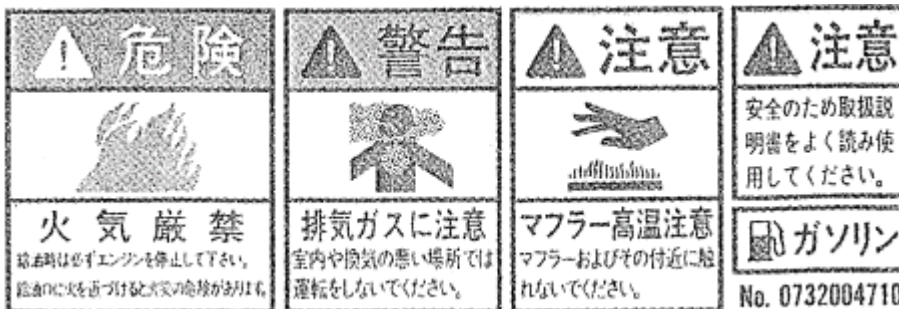 危険
火気厳禁
給油時は必ずエンジンを停止して下さい。
給油口に火を近づけると火災の危険があります。
警告
排気ガスに注意
室内や換気の悪い場所では
運転をしないでください。
注意
マフラー高温注意
マフラーおよびその付近に触
れないでください。
注意
安全のため取扱説
明書をよく読み使
用してください。
ガソリン
No. 0732004710